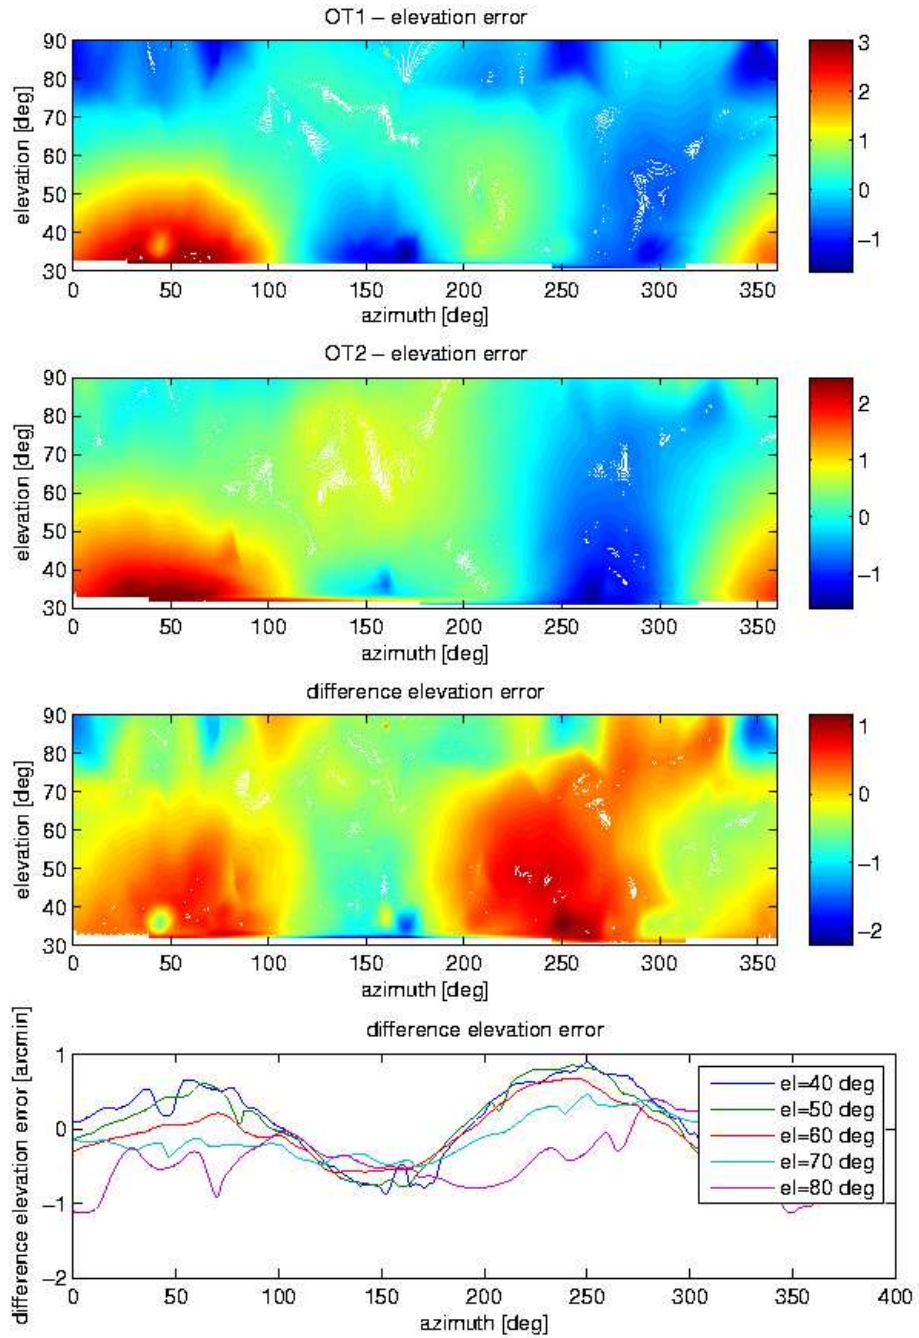 OT1 – elevation error
90
80
70
60
50
40
30
elevation [deg]
0 50 100 150 200 250 300 350
azimuth [deg]
3
2
1
0
−1
OT2 – elevation error
90
80
70
60
50
40
30
elevation [deg]
0 50 100 150 200 250 300 350
azimuth [deg]
2
1
0
−1
difference elevation error
90
80
70
60
50
40
30
elevation [deg]
0 50 100 150 200 250 300 350
azimuth [deg]
1
0
−1
−2
difference elevation error
1
0
−1
−2
difference elevation error [arcmin]
el=40 deg
el=50 deg
el=60 deg
el=70 deg
el=80 deg
0 50 100 150 200 250 300 350 400
azimuth [deg]